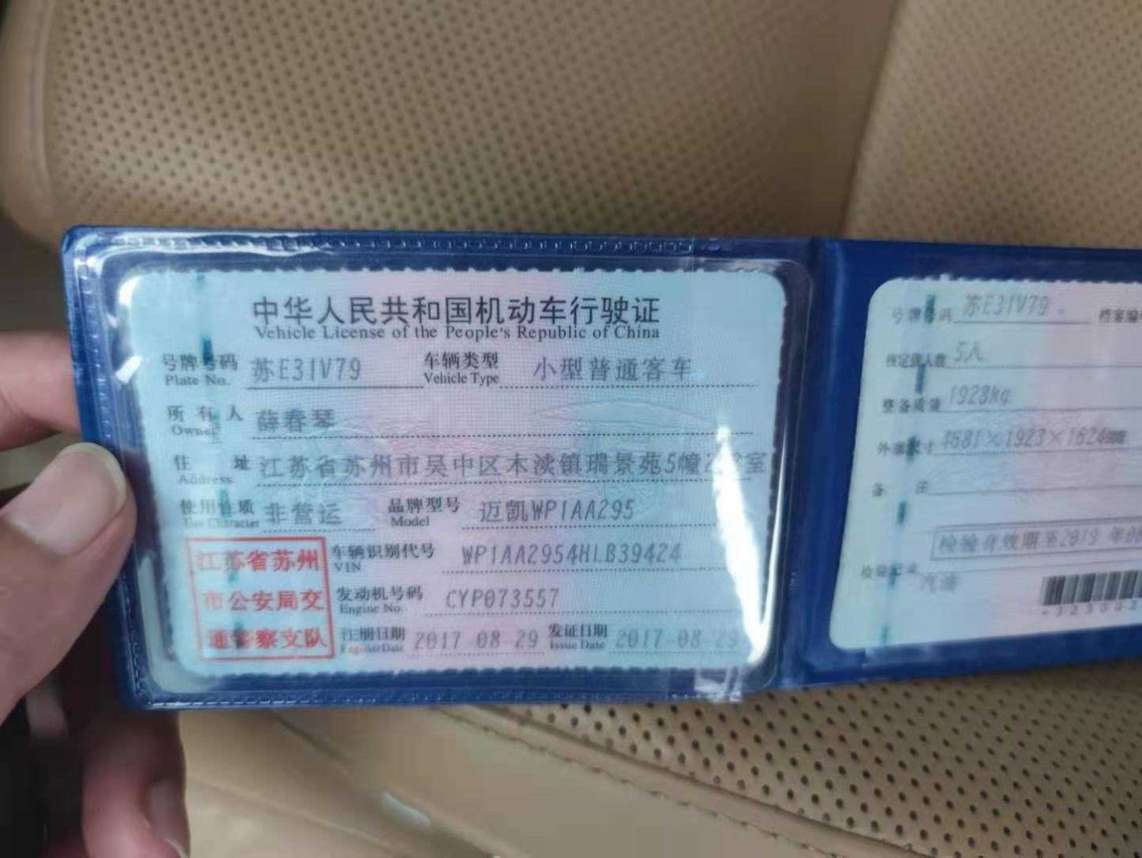 中华人民共和国机动车行驶证
Vehicle License of the People's Republic of China
号牌号码 苏E31V79 车辆类型 小型普通客车
Plate No. Vehicle Type
所有人 薛春琴
Owner
住址 江苏省苏州市吴中区木渎镇瑞景苑5幢
Address
使用性质 非营运 品牌型号 迈凯WP1AA295
Use Character Model
江苏省苏州
市公安局交
通警察支队
车辆识别代号 WP1AA2954HLB39424
VIN
发动机号码 CYP073557
Engine No.
注册日期 2017-08-29 发证日期 2017-08-29
Register Date Issue Date
号牌号码 苏E31V79 档案编号
核定载人数 5人
整备质量 1928kg
外廓尺寸 4681×1923×1624mm
备注
检验有效期至2019年
检验记录
汽油